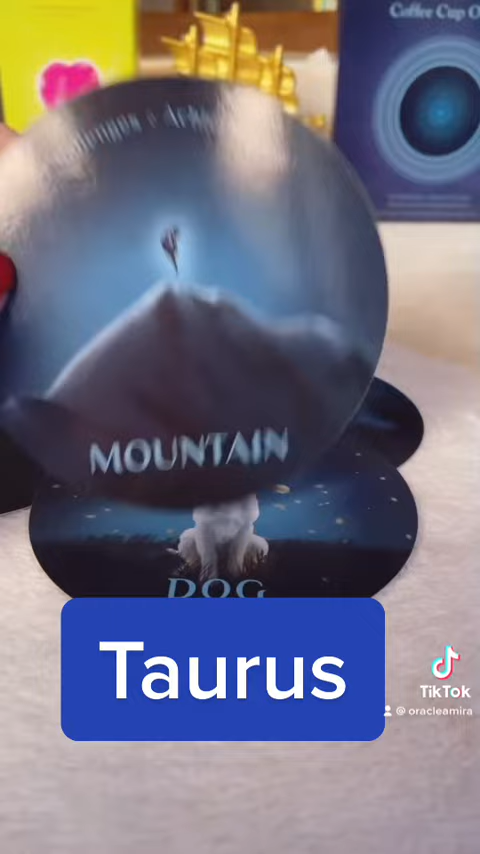 Coffee Cup O
MOUNTAIN
DOG
Taurus
TikTok
@ oracleamira